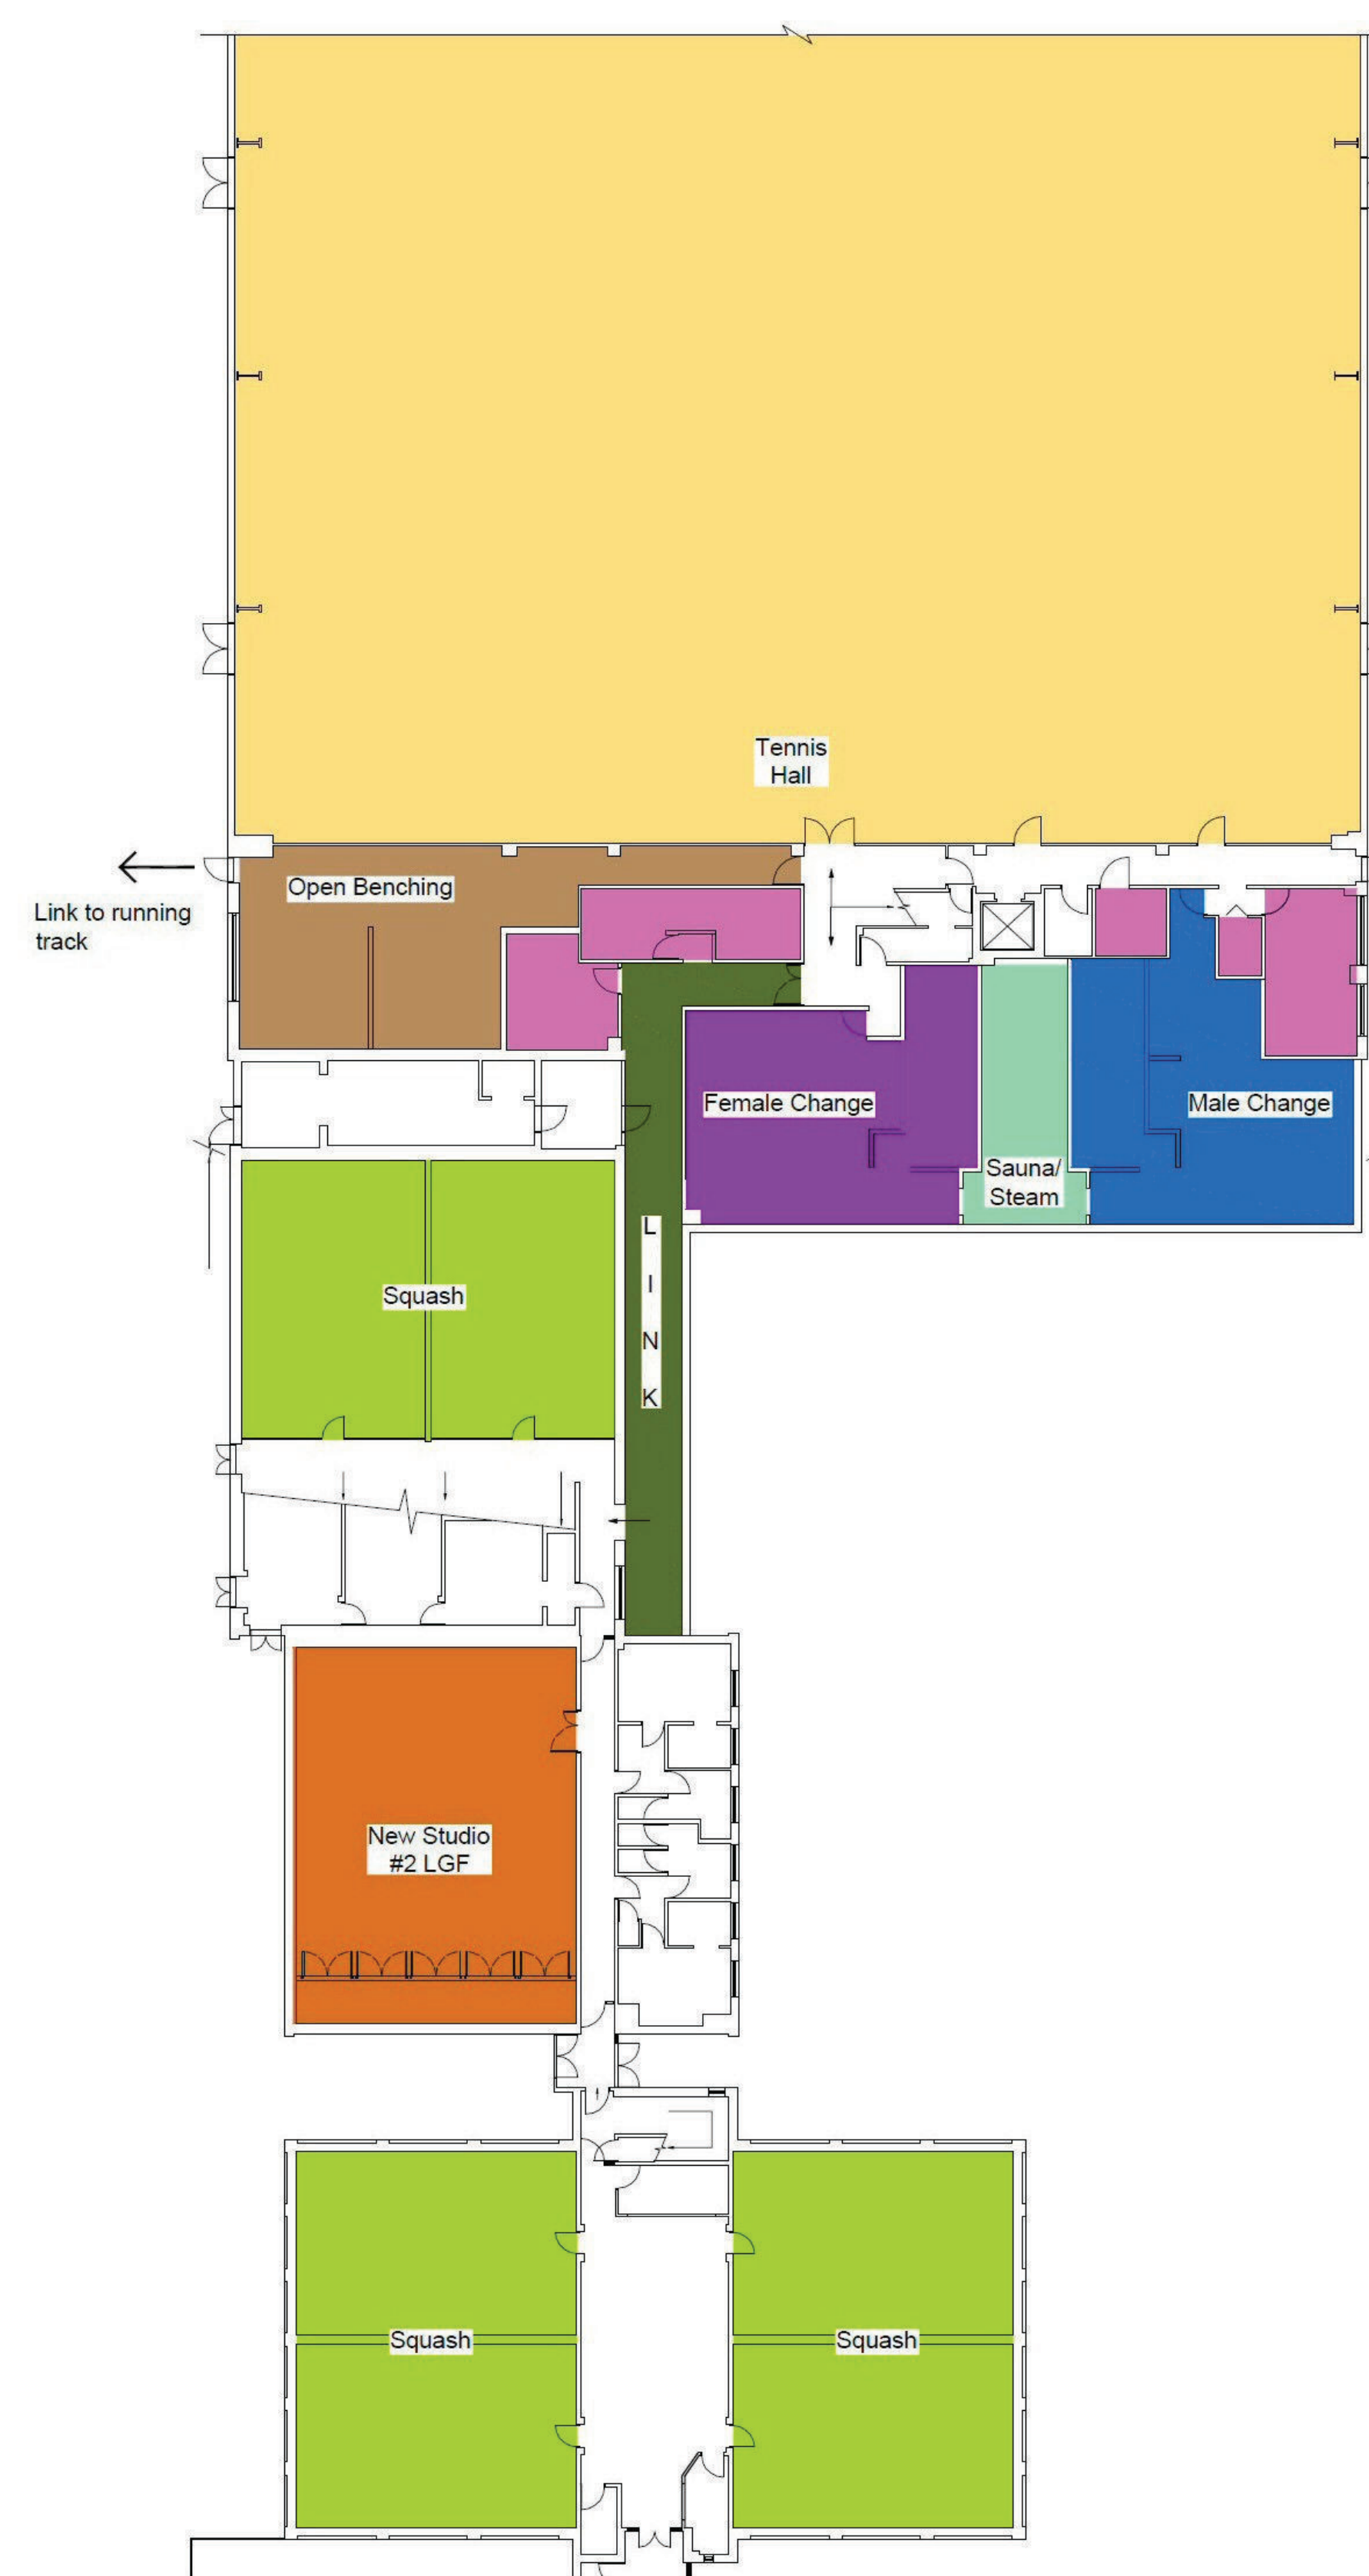 Tennis
Hall
Open Benching
Link to running
track
Female Change
Male Change
Sauna/
Steam
L
I
N
K
Squash
New Studio
#2 LGF
Squash
Squash